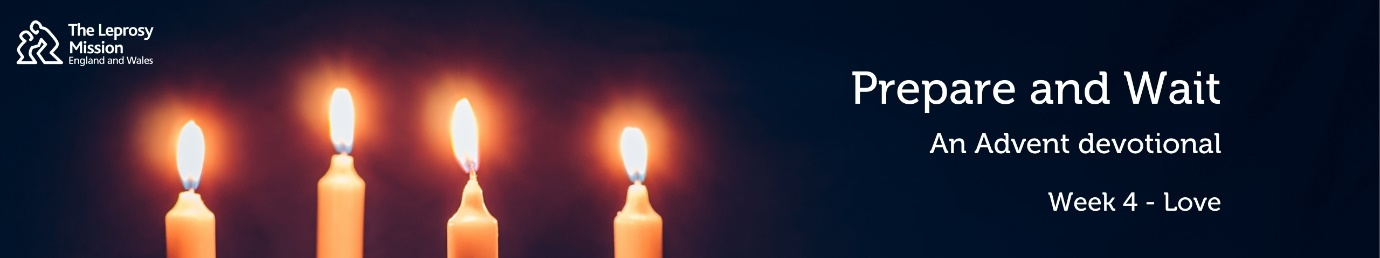 The Leprosy
Mission
England and Wales
Prepare and Wait
An Advent devotional
Week 4 - Love